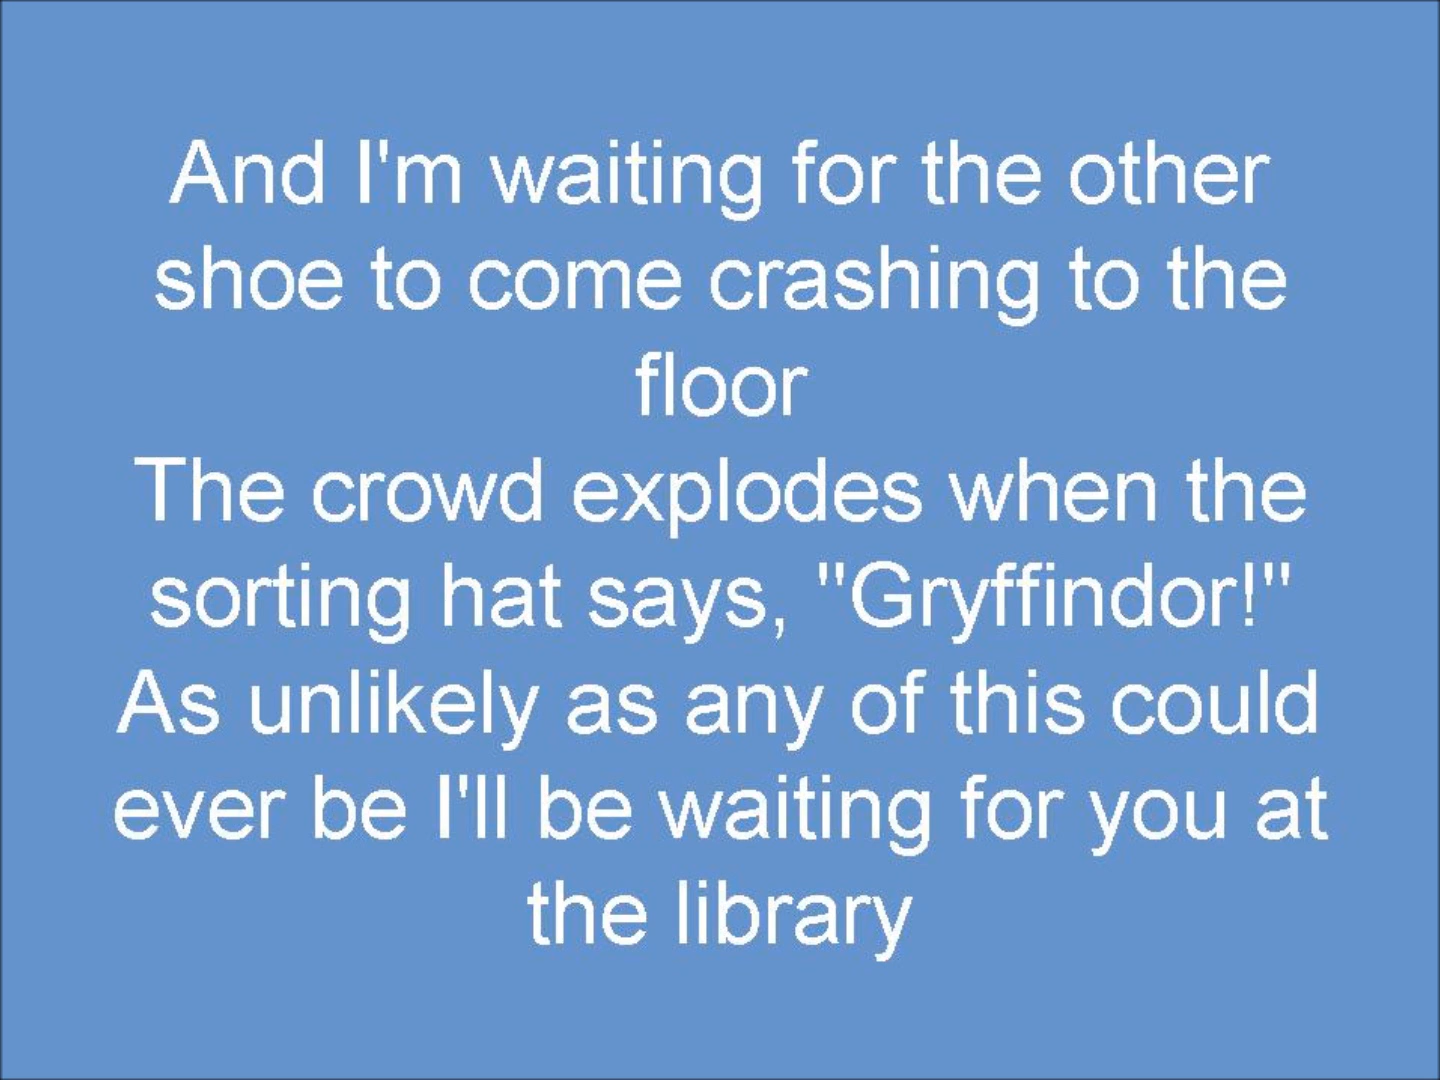 And I'm waiting for the other
shoe to come crashing to the
floor
The crowd explodes when the
sorting hat says, "Gryffindor!"
As unlikely as any of this could
ever be I'll be waiting for you at
the library